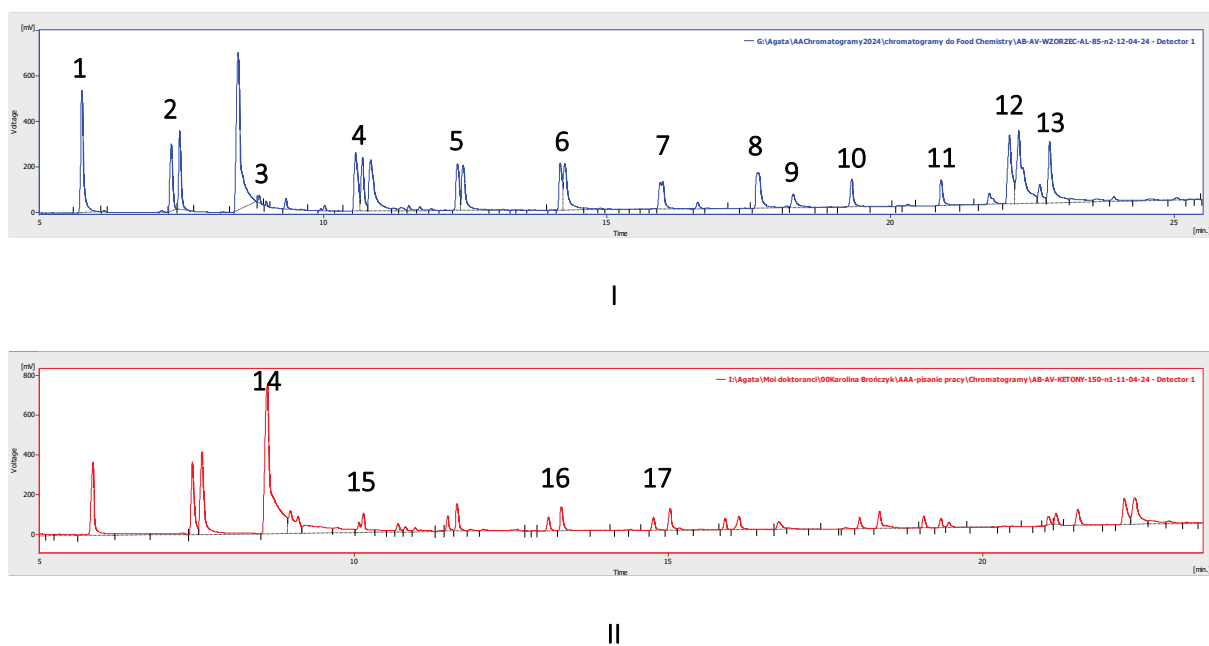 [mV]
G:\Agata\AAChromatogramy2024\chromatogramy do Food Chemistry\AB-AV-WZORZEC-AL-85-n2-12-04-24 - Detector 1
1 2 3 4 5 6 7 8 9 10 11 12 13
600
400
200
0
Voltage
5 10 15 20 25
Time
[min.
I
[mV]
I:\Agata\Moi doktoranci\00Karolina Brończyk\AAA-pisanie pracy\Chromatogramy\AB-AV-KETONY-150-n1-11-04-24 - Detector 1
14 15 16 17
800
600
400
200
0
Voltage
5 10 15 20
Time
[min.
II